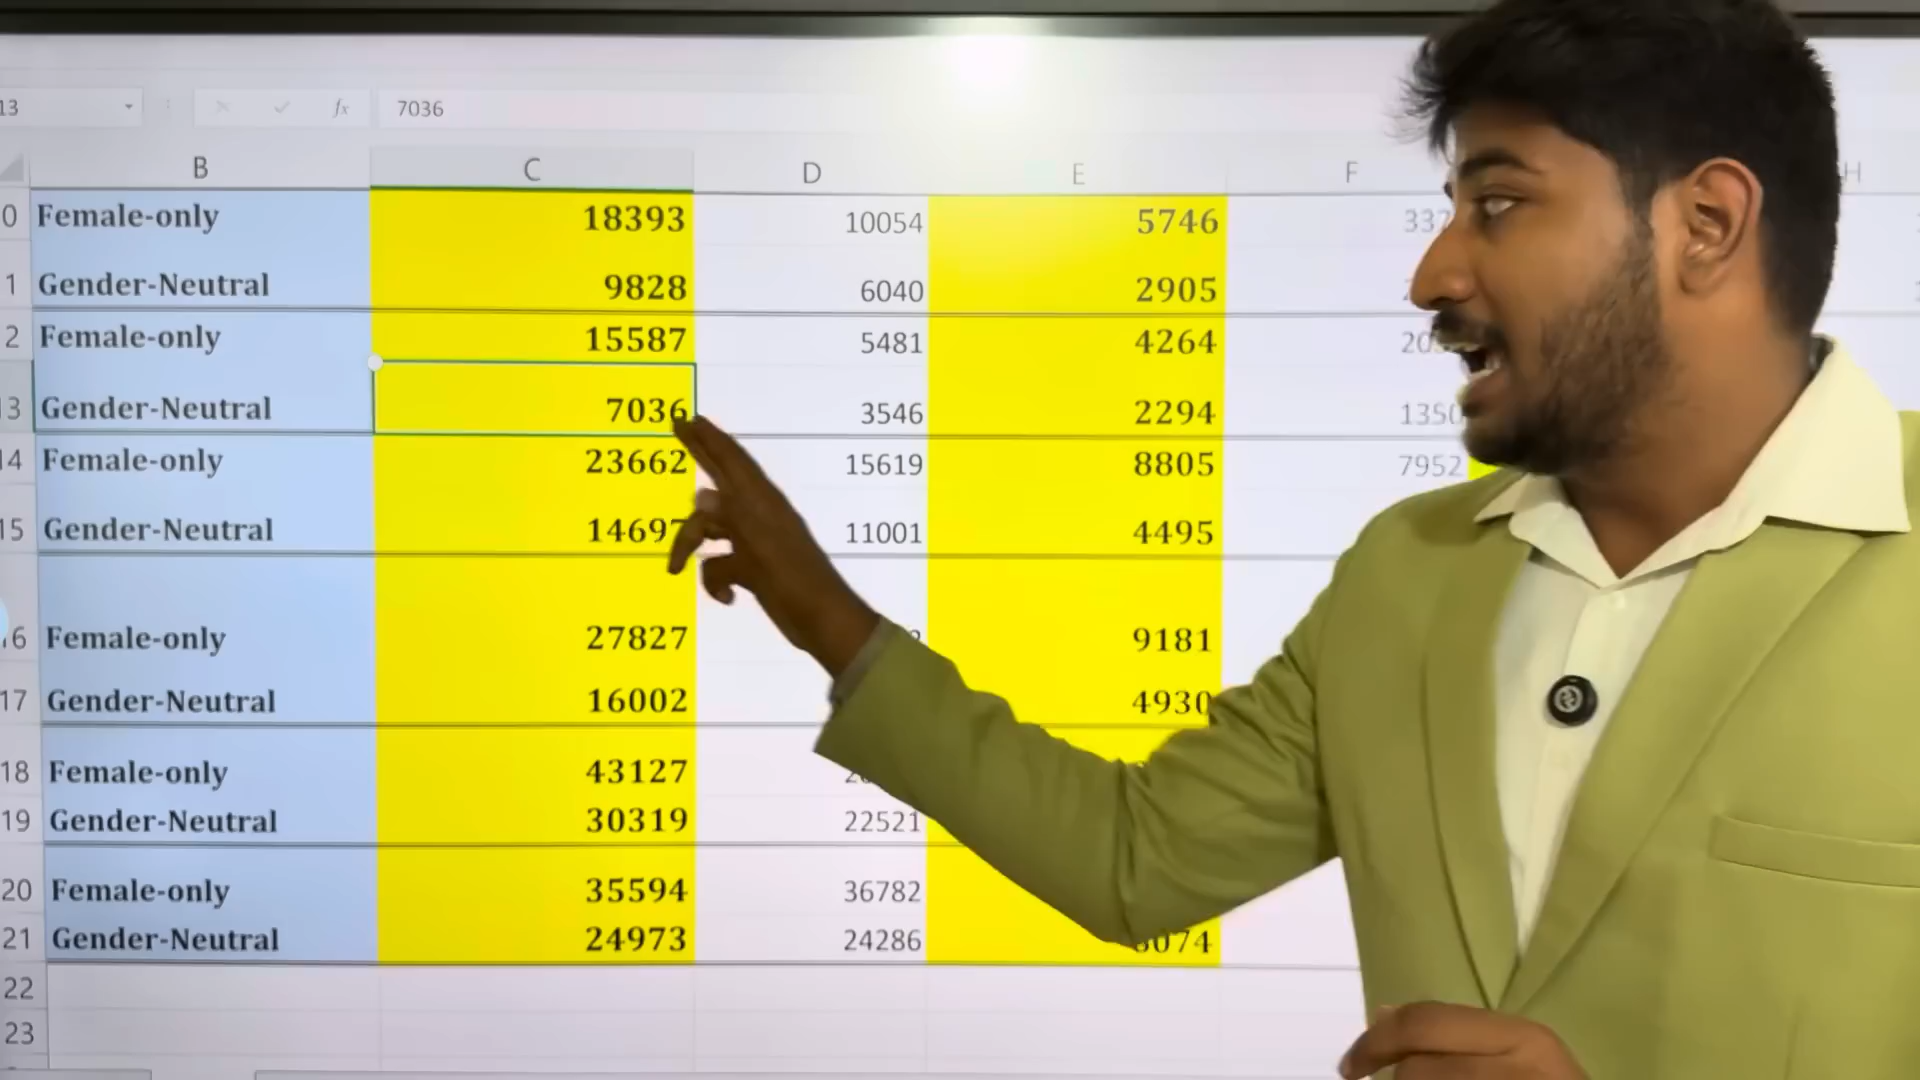 13 fx 7036
B C D E F H
0 Female-only 18393 10054 5746
1 Gender-Neutral 9828 6040 2905
2 Female-only 15587 5481 4264
13 Gender-Neutral 7036 3546 2294 1350
14 Female-only 23662 15619 8805 7952
15 Gender-Neutral 14697 11001 4495
16 Female-only 27827 9181
17 Gender-Neutral 16002 4930
18 Female-only 43127
19 Gender-Neutral 30319 22521
20 Female-only 35594 36782
21 Gender-Neutral 24973 24286
22
23